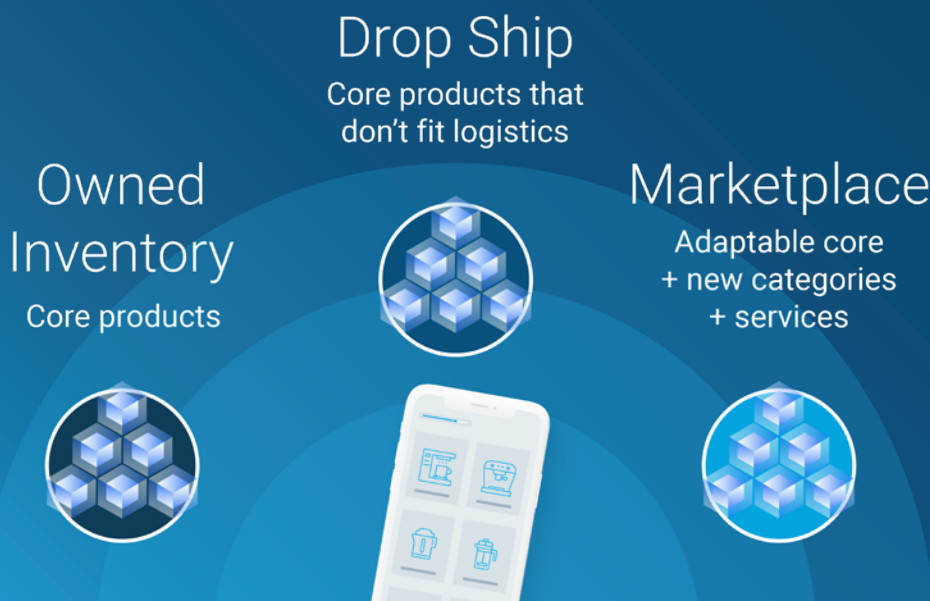 Drop Ship
Core products that
don't fit logistics
Owned
Inventory
Core products
Marketplace
Adaptable core
+ new categories
+ services